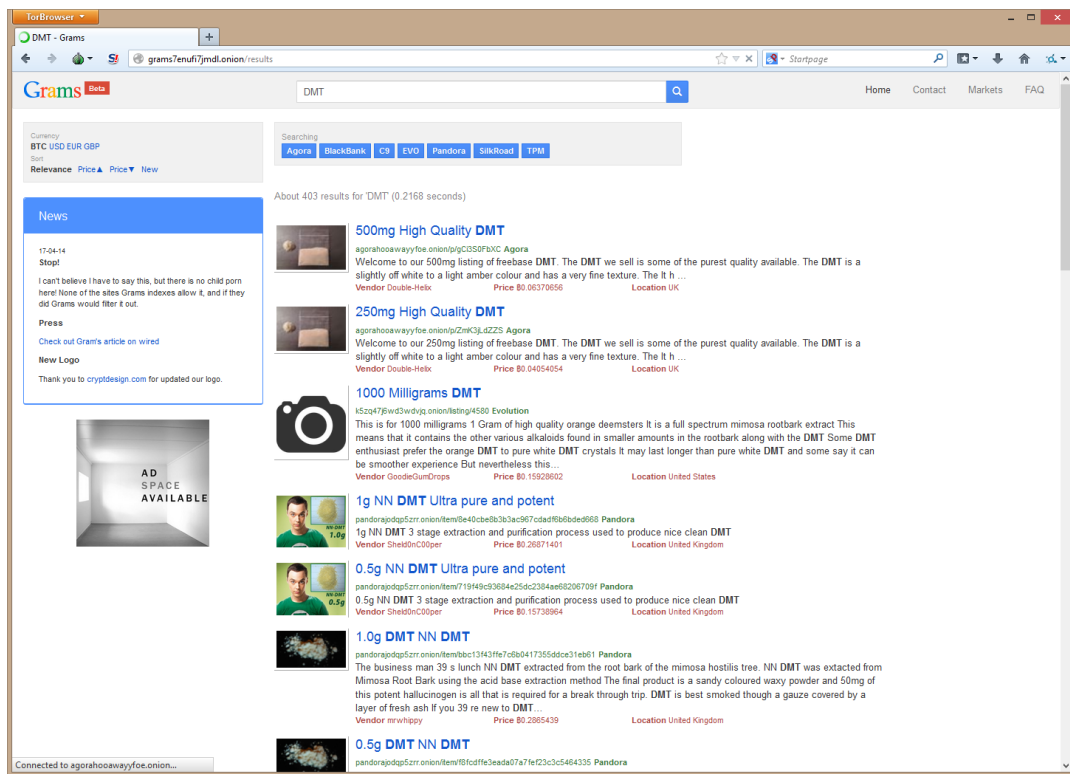 TorBrowser
DMT - Grams
grams7enufi7jmdl.onion/results
Startpage
Grams Beta
DMT
Home Contact Markets FAQ
Currency
BTC USD EUR GBP
Sort
Relevance Price▲ Price▼ New
Searching
Agora BlackBank C9 EVO Pandora SilkRoad TPM
About 403 results for 'DMT' (0.2168 seconds)
News
17-04-14
Stop!
I can't believe I have to say this, but there is no child porn
here! None of the sites Grams indexes allow it, and if they
did Grams would filter it out.
Press
Check out Gram's article on wired
New Logo
Thank you to cryptdesign.com for updated our logo.
AD
SPACE
AVAILABLE
500mg High Quality DMT
agorahooawayyfoe.onion/p/gCi3S0FbXC Agora
Welcome to our 500mg listing of freebase DMT. The DMT we sell is some of the purest quality available. The DMT is a
slightly off white to a light amber colour and has a very fine texture. The It h ...
Vendor Double-Helix Price ฿0.06370656 Location UK
250mg High Quality DMT
agorahooawayyfoe.onion/p/ZmK3jLdZZS Agora
Welcome to our 250mg listing of freebase DMT. The DMT we sell is some of the purest quality available. The DMT is a
slightly off white to a light amber colour and has a very fine texture. The It h ...
Vendor Double-Helix Price ฿0.04054054 Location UK
1000 Milligrams DMT
k5zq47j6wd3wdvjq.onion/listing/4580 Evolution
This is for 1000 milligrams 1 Gram of high quality orange deemsters It is a full spectrum mimosa rootbark extract This
means that it contains the other various alkaloids found in smaller amounts in the rootbark along with the DMT Some DMT
enthusiast prefer the orange DMT to pure white DMT crystals It may last longer than pure white DMT and some say it can
be smoother experience But nevertheless this...
Vendor GoodieGumDrops Price ฿0.15928602 Location United States
1g NN DMT Ultra pure and potent
pandorajodqp5zrr.onion/item/8e40cbe8b3b3ac967cdadf6b6bded668 Pandora
1g NN DMT 3 stage extraction and purification process used to produce nice clean DMT
Vendor Sheld0nC00per Price ฿0.26871401 Location United Kingdom
NN-DMT
1.0g
0.5g NN DMT Ultra pure and potent
pandorajodqp5zrr.onion/item/719f49c93684e25dc2384ae68206709f Pandora
0.5g NN DMT 3 stage extraction and purification process used to produce nice clean DMT
Vendor Sheld0nC00per Price ฿0.15738964 Location United Kingdom
NN-DMT
0.5g
1.0g DMT NN DMT
pandorajodqp5zrr.onion/item/bbc13f43ffe7c6b0417355ddce31eb61 Pandora
The business man 39 s lunch NN DMT extracted from the root bark of the mimosa hostilis tree. NN DMT was extacted from
Mimosa Root Bark using the acid base extraction method The final product is a sandy coloured waxy powder and 50mg of
this potent hallucinogen is all that is required for a break through trip. DMT is best smoked though a gauze covered by a
layer of fresh ash If you 39 re new to DMT...
Vendor mrwhippy Price ฿0.2865439 Location United Kingdom
0.5g DMT NN DMT
pandorajodqp5zrr.onion/item/f8fcdffe3eada07a7fef23c3c5464335 Pandora
Connected to agorahooawayyfoe.onion...